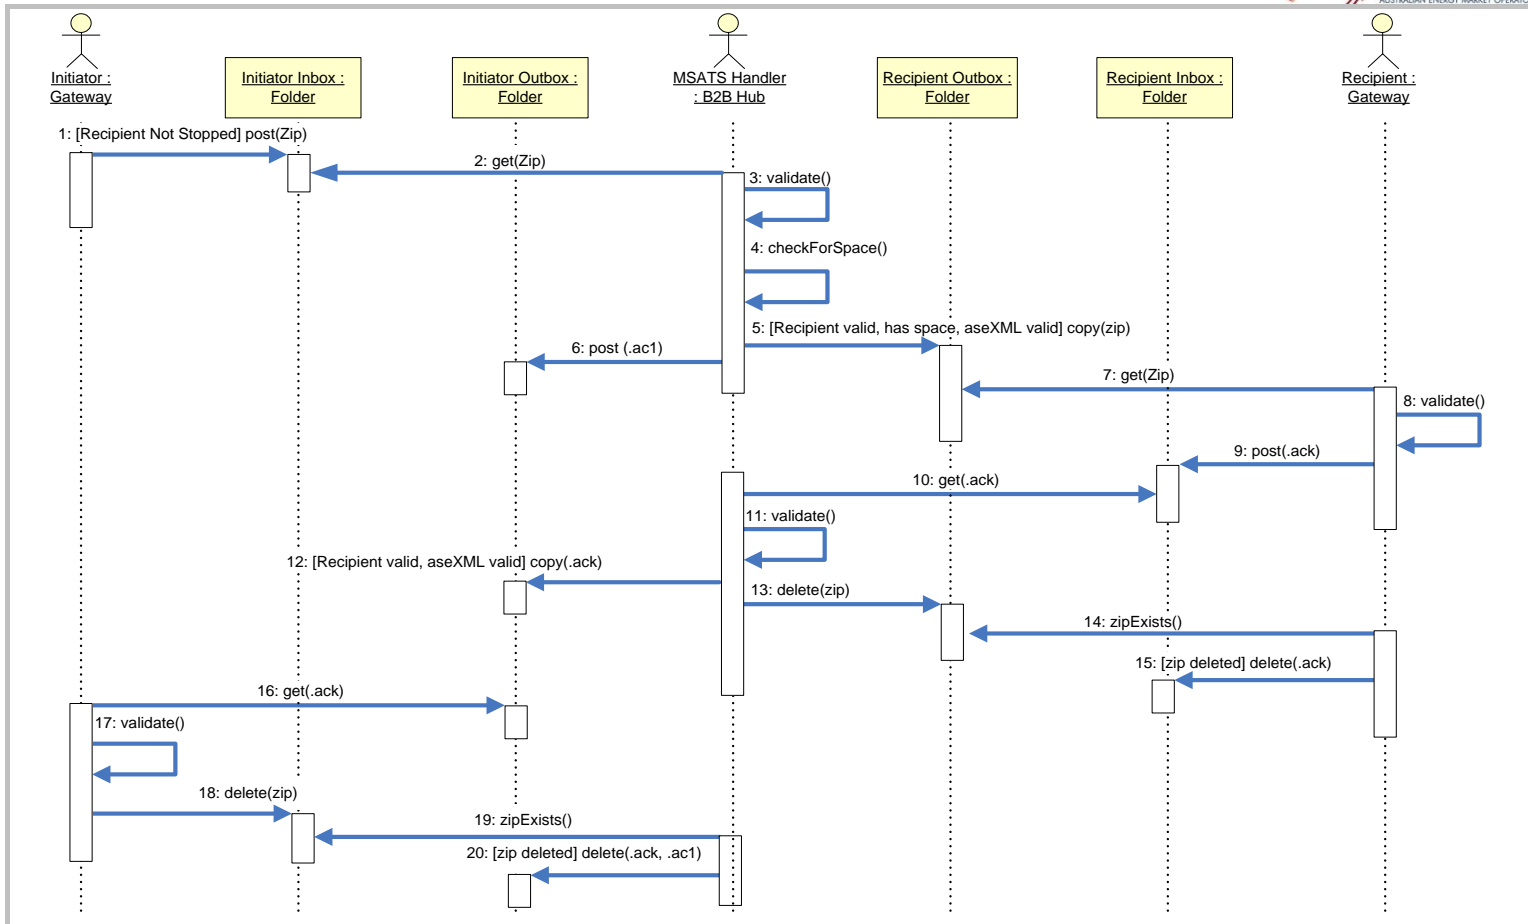 AUSTRALIAN ENERGY MARKET OPERATOR
Initiator :
Gateway
Initiator Inbox :
Folder
Initiator Outbox :
Folder
MSATS Handler
: B2B Hub
Recipient Outbox :
Folder
Recipient Inbox :
Folder
Recipient :
Gateway
1: [Recipient Not Stopped] post(Zip)
2: get(Zip)
3: validate()
4: checkForSpace()
5: [Recipient valid, has space, aseXML valid] copy(zip)
6: post (.ac1)
7: get(Zip)
8: validate()
9: post(.ack)
10: get(.ack)
11: validate()
12: [Recipient valid, aseXML valid] copy(.ack)
13: delete(zip)
14: zipExists()
15: [zip deleted] delete(.ack)
16: get(.ack)
17: validate()
18: delete(zip)
19: zipExists()
20: [zip deleted] delete(.ack, .ac1)